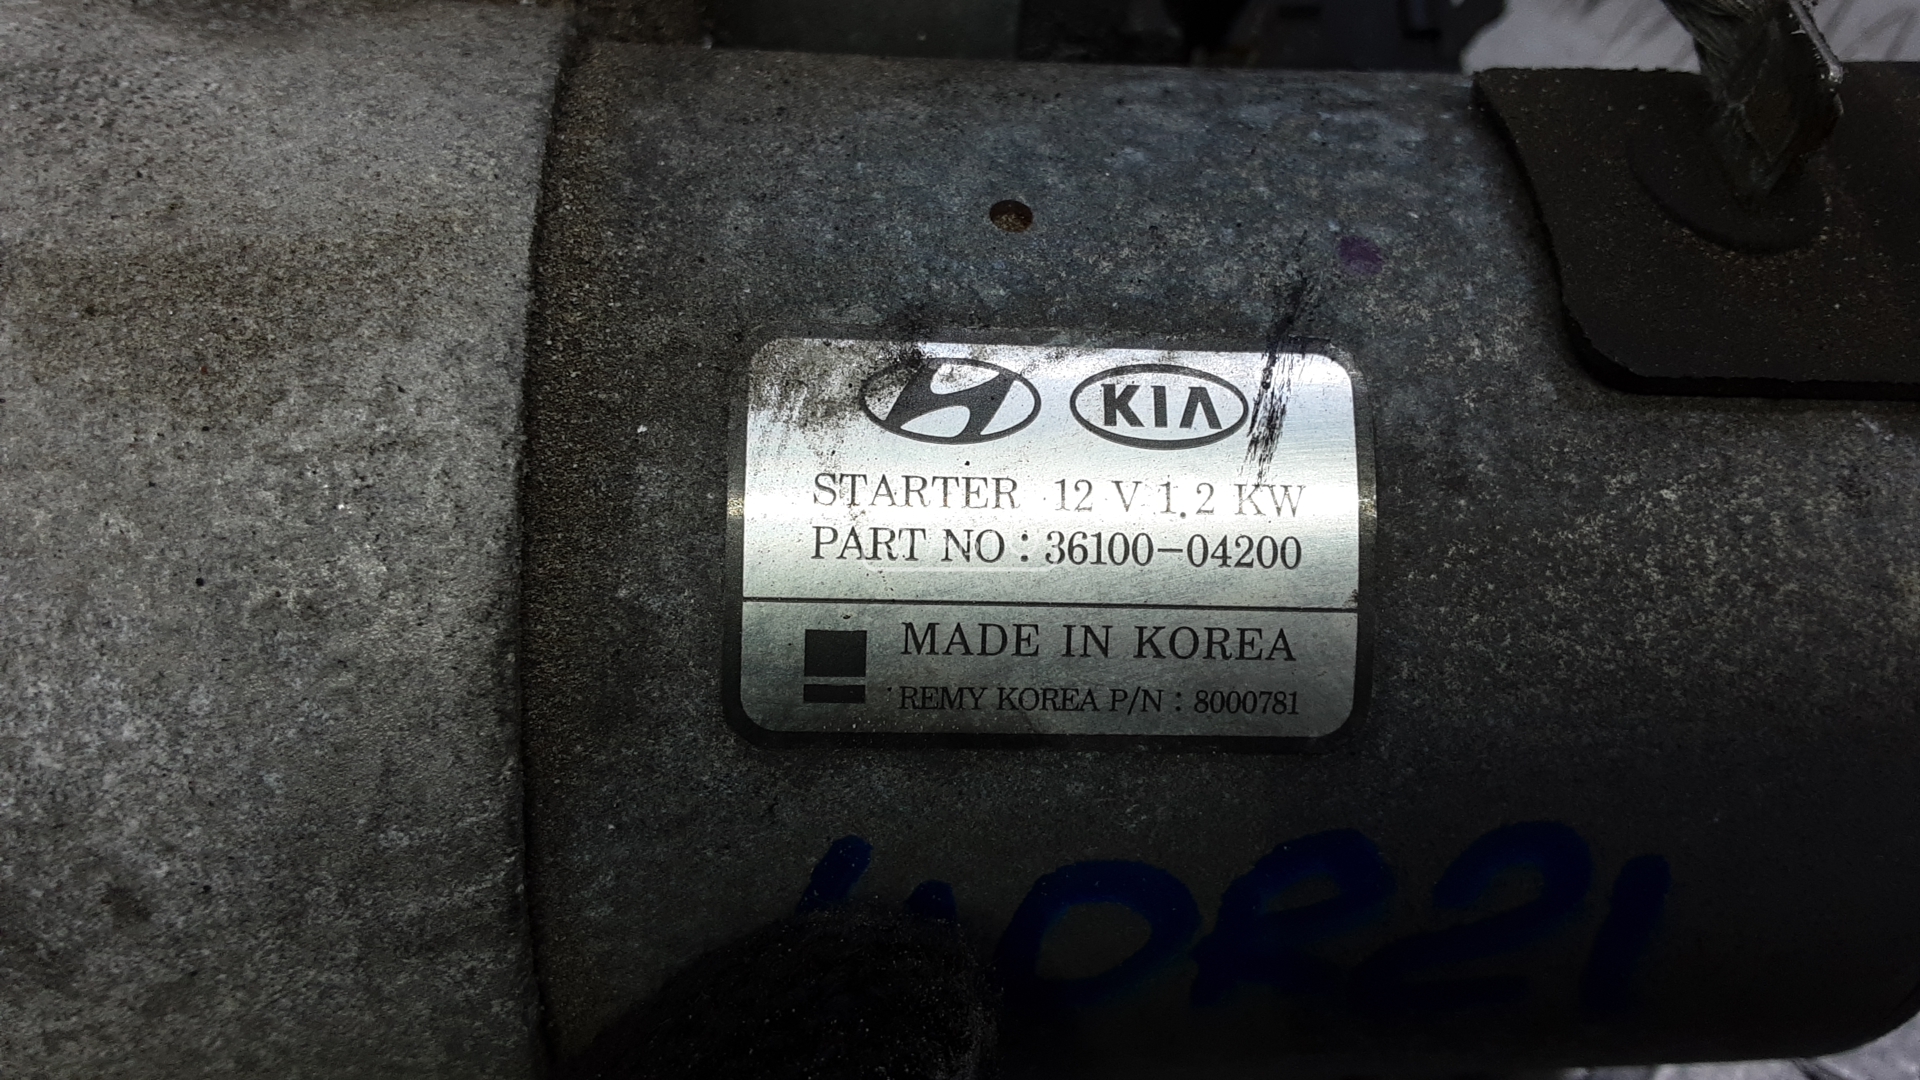 KIA
STARTER 12 V 1.2 KW
PART NO : 36100-04200
MADE IN KOREA
REMY KOREA P/N : 8000781